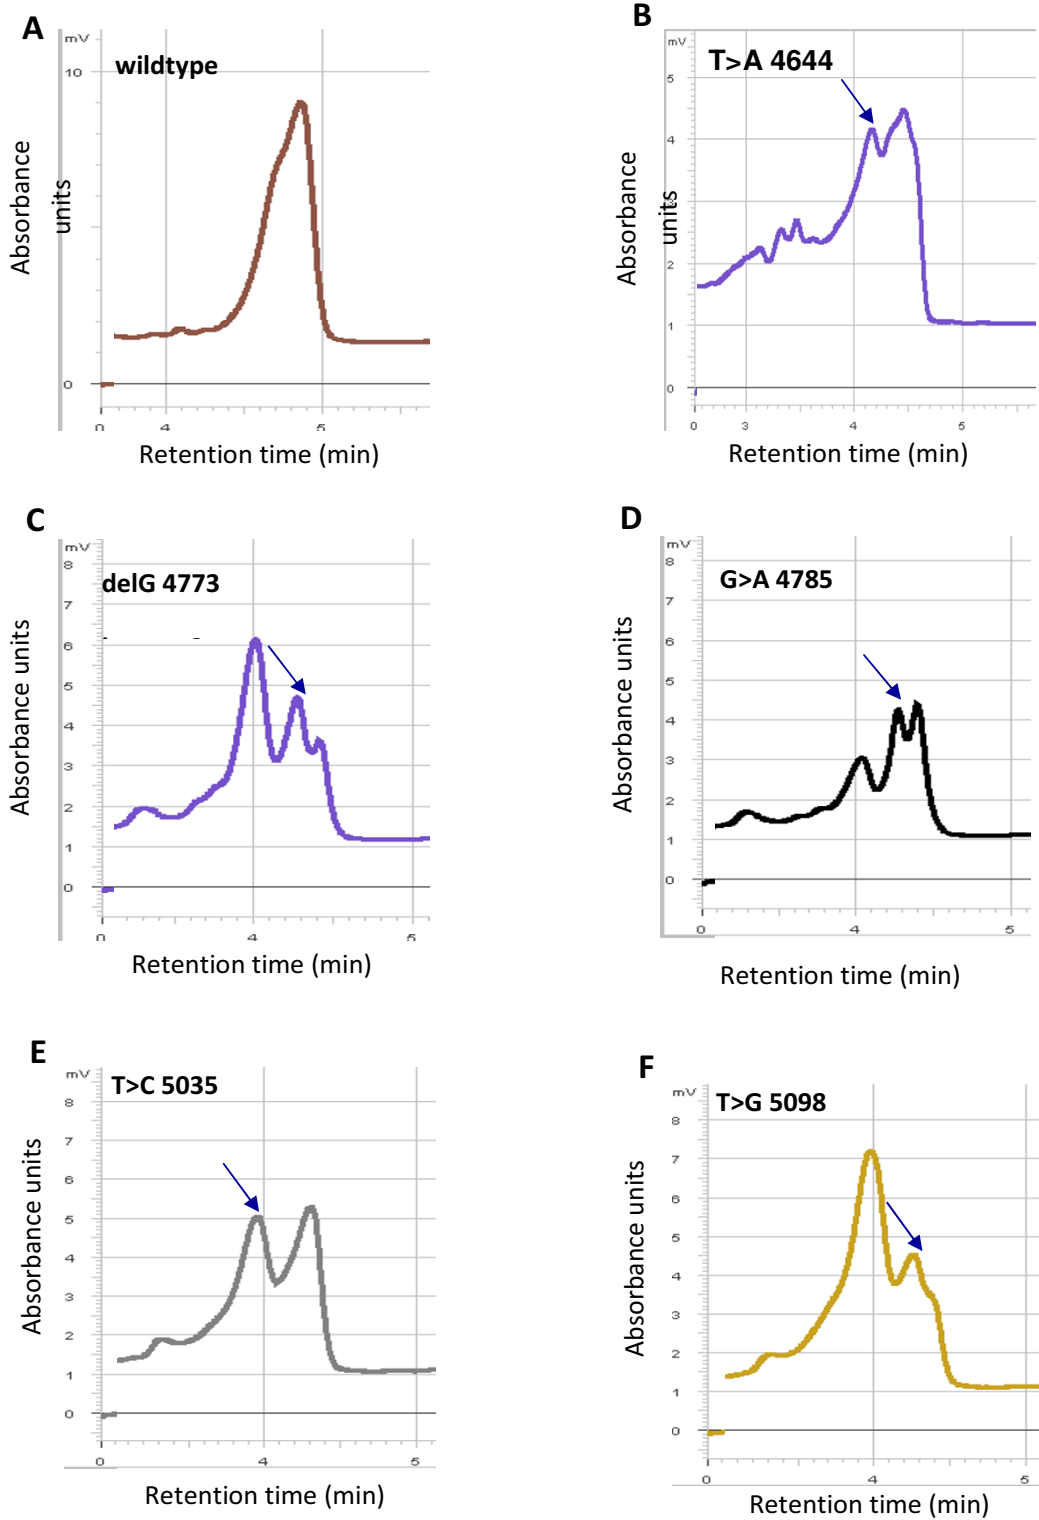 A
mV
wildtype
10
Absorbance
units
0
0
4
5
Retention time (min)
B
mV
T>A 4644
5
4
3
2
1
0
Absorbance
units
0
3
4
5
Retention time (min)
C
mV
delG 4773
8
7
6
5
4
3
2
1
0
Absorbance units
0
4
5
Retention time (min)
D
mV
G>A 4785
8
7
6
5
4
3
2
1
0
Absorbance units
0
4
5
Retention time (min)
E
mV
T>C 5035
8
7
6
5
4
3
2
1
0
Absorbance units
0
4
5
Retention time (min)
F
mV
T>G 5098
8
7
6
5
4
3
2
1
0
Absorbance units
0
4
5
Retention time (min)